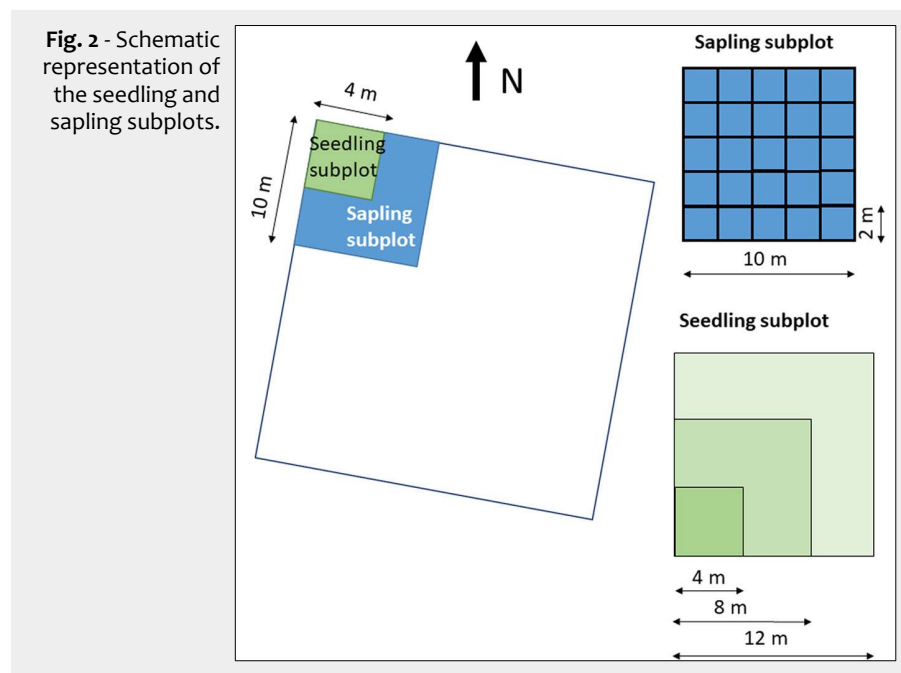 Fig. 2 - Schematic
representation of
the seedling and
sapling subplots.
N
4 m
10 m
Seedling
subplot
Sapling
subplot
Sapling subplot
2 m
10 m
Seedling subplot
4 m
8 m
12 m